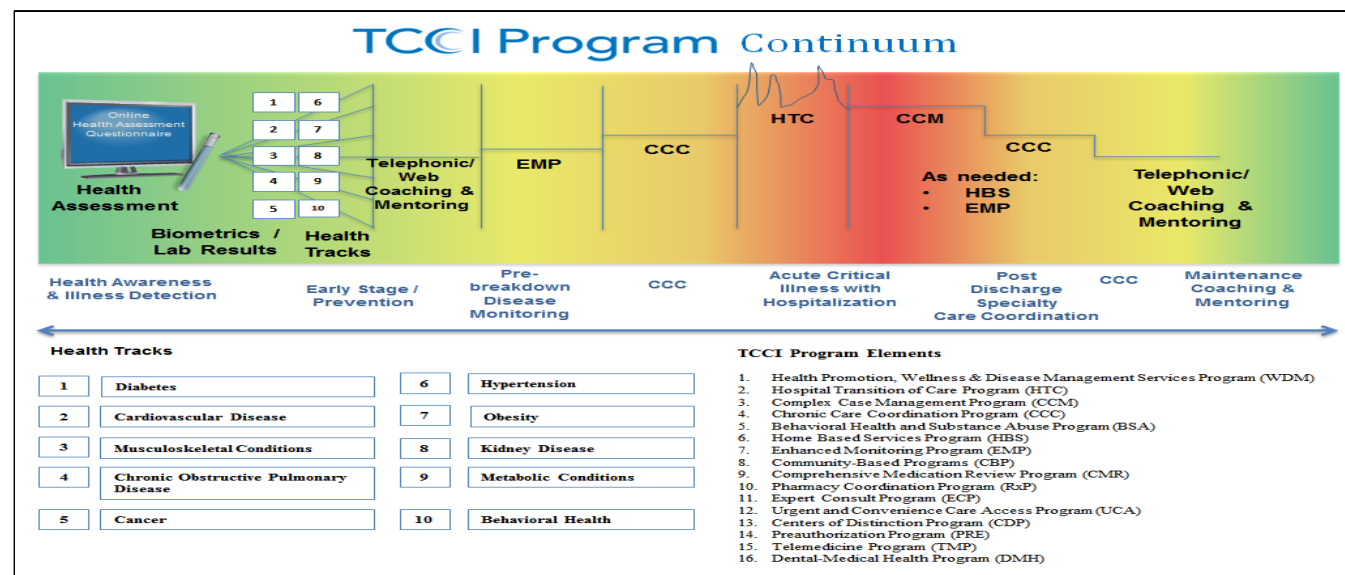 TCCI Program Continuum
Online
Health Assessment
Questionnaire
Health
Assessment
1
2
3
4
5
6
7
8
9
10
Biometrics /
Lab Results
Health
Tracks
Telephonic/
Web
Coaching &
Mentoring
EMP
CCC
HTC
CCM
As needed:
• HBS
• EMP
CCC
Telephonic/
Web
Coaching &
Mentoring
Health Awareness
& Illness Detection
Early Stage /
Prevention
Pre-
breakdown
Disease
Monitoring
CCC
Acute Critical
Illness with
Hospitalization
Post
Discharge
Specialty
Care Coordination
CCC
Maintenance
Coaching &
Mentoring
Health Tracks
1 Diabetes
2 Cardiovascular Disease
3 Musculoskeletal Conditions
4 Chronic Obstructive Pulmonary
Disease
5 Cancer
6 Hypertension
7 Obesity
8 Kidney Disease
9 Metabolic Conditions
10 Behavioral Health
TCCI Program Elements
1. Health Promotion, Wellness & Disease Management Services Program (WDM)
2. Hospital Transition of Care Program (HTC)
3. Complex Case Management Program (CCM)
4. Chronic Care Coordination Program (CCC)
5. Behavioral Health and Substance Abuse Program (BSA)
6. Home Based Services Program (HBS)
7. Enhanced Monitoring Program (EMP)
8. Community-Based Programs (CBP)
9. Comprehensive Medication Review Program (CMR)
10. Pharmacy Coordination Program (RxP)
11. Expert Consult Program (ECP)
12. Urgent and Convenience Care Access Program (UCA)
13. Centers of Distinction Program (CDP)
14. Preauthorization Program (PRE)
15. Telemedicine Program (TMP)
16. Dental-Medical Health Program (DMH)